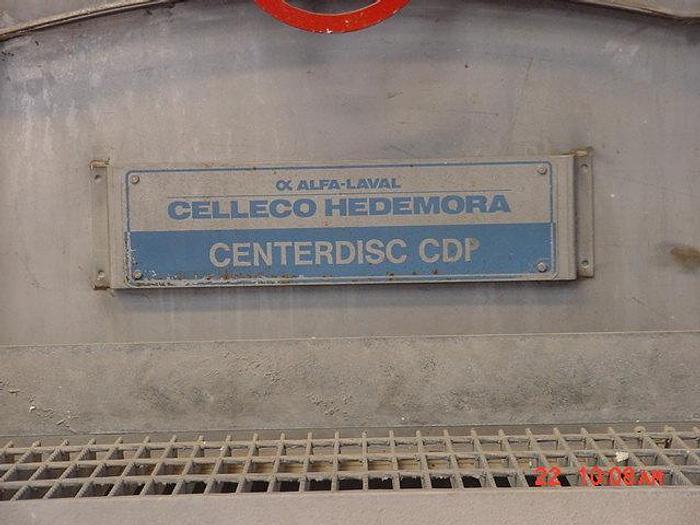 α ALFA-LAVAL
CELLECO HEDEMORA
CENTERDISC CDP
22 10:08AM